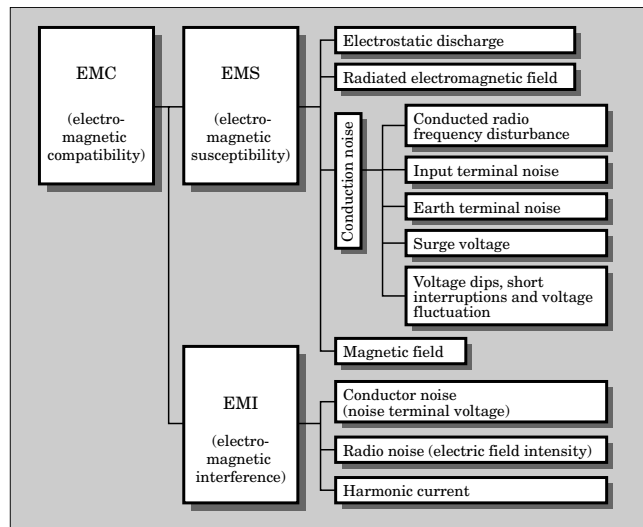 EMC
(electro-
magnetic
compatibility)
EMS
(electro-
magnetic
susceptibility)
Electrostatic discharge
Radiated electromagnetic field
Conduction noise
Conducted radio
frequency disturbance
Input terminal noise
Earth terminal noise
Surge voltage
Voltage dips, short
interruptions and voltage
fluctuation
Magnetic field
EMI
(electro-
magnetic
interference)
Conductor noise
(noise terminal voltage)
Radio noise (electric field intensity)
Harmonic current